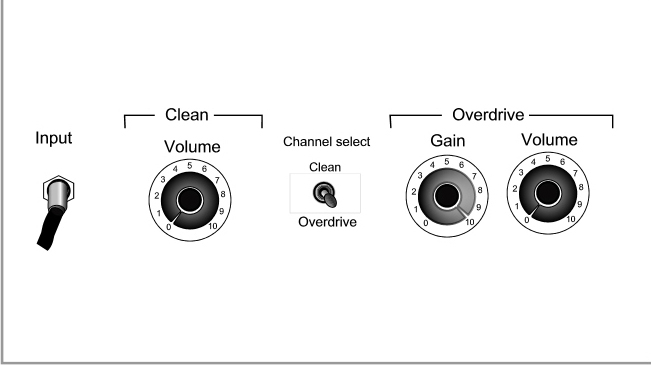 Clean
Overdrive
Input
Volume
Channel select
Gain
Volume
Clean
Overdrive
0 1 2 3 4 5 6 7 8 9 10
0 1 2 3 4 5 6 7 8 9 10
0 1 2 3 4 5 6 7 8 9 10